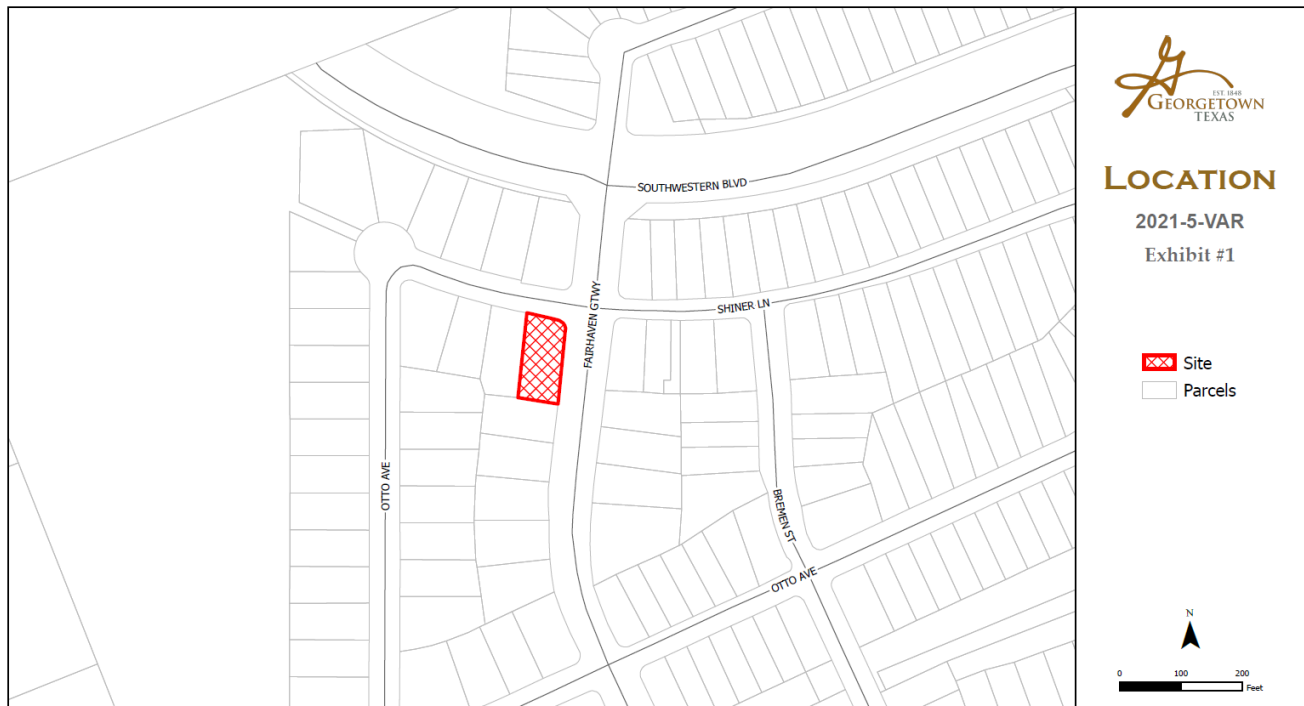 SOUTHWESTERN BLVD
SHINER LN
FAIRHAVEN GTWY
OTTO AVE
BREMEN ST
OTTO AVE
EST. 1848
GEORGETOWN
TEXAS
LOCATION
2021-5-VAR
Exhibit #1
Site
Parcels
N
0 100 200
Feet